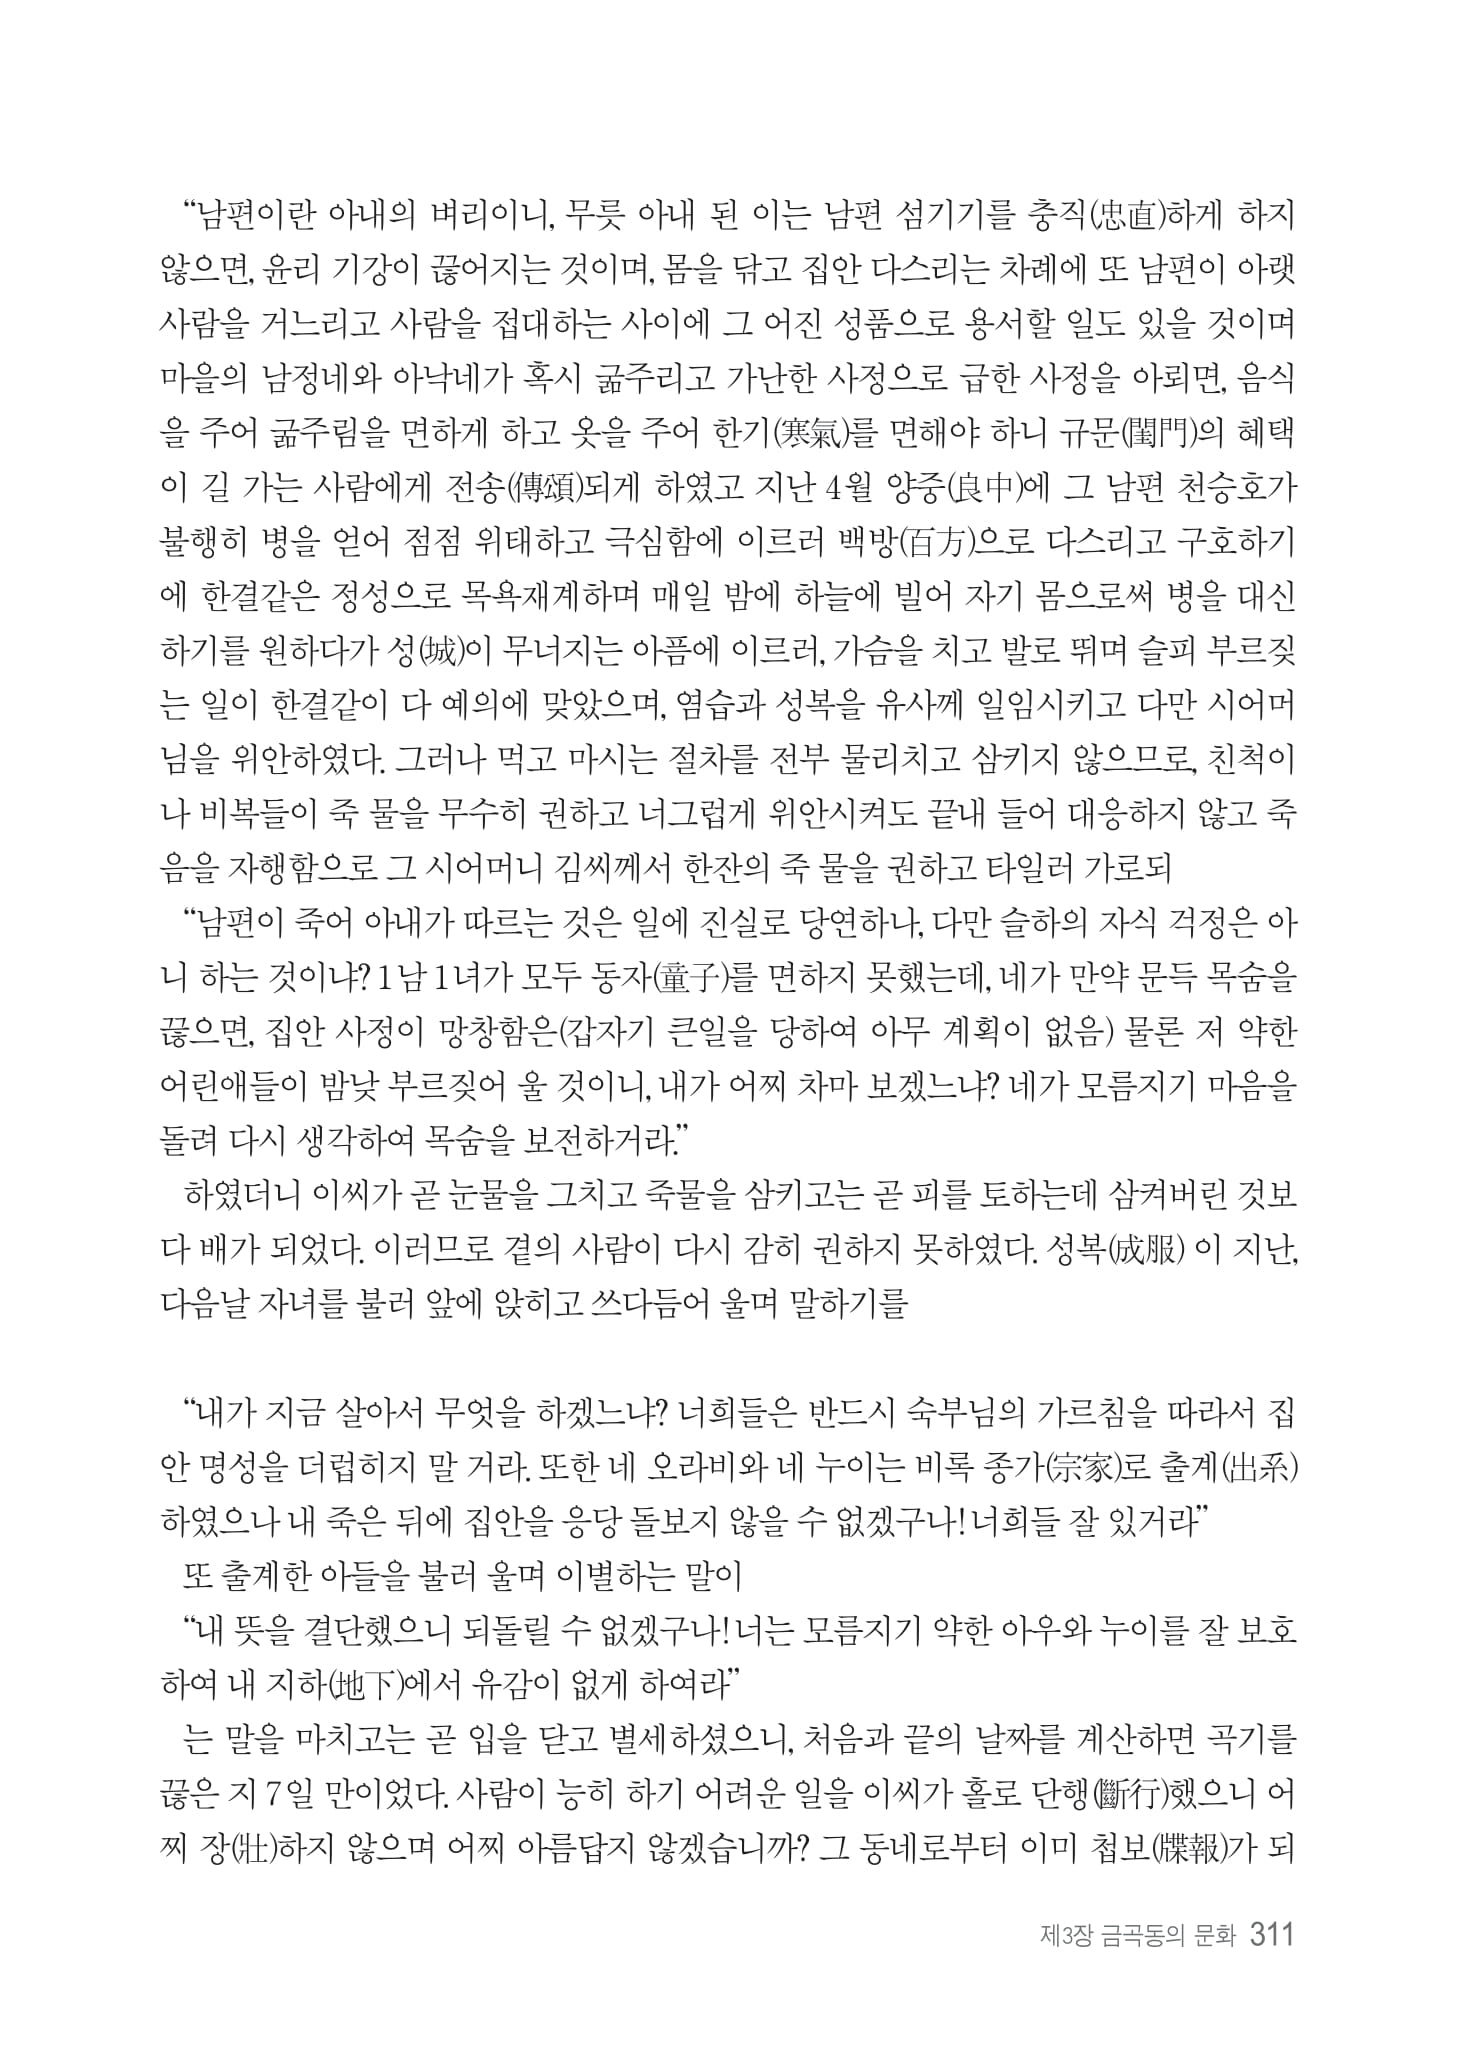 “남편이란 아내의 벼리이니, 무릇 아내 된 이는 남편 섬기기를 충직(忠直)하게 하지
않으면, 윤리 기강이 끊어지는 것이며, 몸을 닦고 집안 다스리는 차례에 또 남편이 아랫
사람을 거느리고 사람을 접대하는 사이에 그 어진 성품으로 용서할 일도 있을 것이며
마을의 남정네와 아낙네가 혹시 굶주리고 가난한 사정으로 급한 사정을 아뢰면, 음식
을 주어 굶주림을 면하게 하고 옷을 주어 한기(寒氣)를 면해야 하니 규문(閨門)의 혜택
이 길 가는 사람에게 전송(傳頌)되게 하였고 지난 4월 양중(良中)에 그 남편 천승호가
불행히 병을 얻어 점점 위태하고 극심함에 이르러 백방(百方)으로 다스리고 구호하기
에 한결같은 정성으로 목욕재계하며 매일 밤에 하늘에 빌어 자기 몸으로써 병을 대신
하기를 원하다가 성(城)이 무너지는 아픔에 이르러, 가슴을 치고 발로 뛰며 슬피 부르짖
는 일이 한결같이 다 예의에 맞았으며, 염습과 성복을 유사께 일임시키고 다만 시어머
님을 위안하였다. 그러나 먹고 마시는 절차를 전부 물리치고 삼키지 않으므로, 친척이
나 비복들이 죽 물을 무수히 권하고 너그럽게 위안시켜도 끝내 들어 대응하지 않고 죽
음을 자행함으로 그 시어머니 김씨께서 한잔의 죽 물을 권하고 타일러 가로되
“남편이 죽어 아내가 따르는 것은 일에 진실로 당연하나, 다만 슬하의 자식 걱정은 아
니 하는 것이냐? 1남 1녀가 모두 동자(童子)를 면하지 못했는데, 네가 만약 문득 목숨을
끊으면, 집안 사정이 망창함은(갑자기 큰일을 당하여 아무 계획이 없음) 물론 저 약한
어린애들이 밤낮 부르짖어 울 것이니, 내가 어찌 차마 보겠느냐? 네가 모름지기 마음을
돌려 다시 생각하여 목숨을 보전하거라.”
하였더니 이씨가 곧 눈물을 그치고 죽물을 삼키고는 곧 피를 토하는데 삼켜버린 것보
다 배가 되었다. 이러므로 곁의 사람이 다시 감히 권하지 못하였다. 성복(成服) 이 지난,
다음날 자녀를 불러 앞에 앉히고 쓰다듬어 울며 말하기를
“내가 지금 살아서 무엇을 하겠느냐? 너희들은 반드시 숙부님의 가르침을 따라서 집
안 명성을 더럽히지 말 거라. 또한 네 오라비와 네 누이는 비록 종가(宗家)로 출계(出系)
하였으나 내 죽은 뒤에 집안을 응당 돌보지 않을 수 없겠구나! 너희들 잘 있거라”
또 출계한 아들을 불러 울며 이별하는 말이
“내 뜻을 결단했으니 되돌릴 수 없겠구나! 너는 모름지기 약한 아우와 누이를 잘 보호
하여 내 지하(地下)에서 유감이 없게 하여라”
는 말을 마치고는 곧 입을 닫고 별세하셨으니, 처음과 끝의 날짜를 계산하면 곡기를
끊은 지 7일 만이었다. 사람이 능히 하기 어려운 일을 이씨가 홀로 단행(斷行)했으니 어
찌 장(壯)하지 않으며 어찌 아름답지 않겠습니까? 그 동네로부터 이미 첩보(牒報)가 되
제3장 금곡동의 문화 311